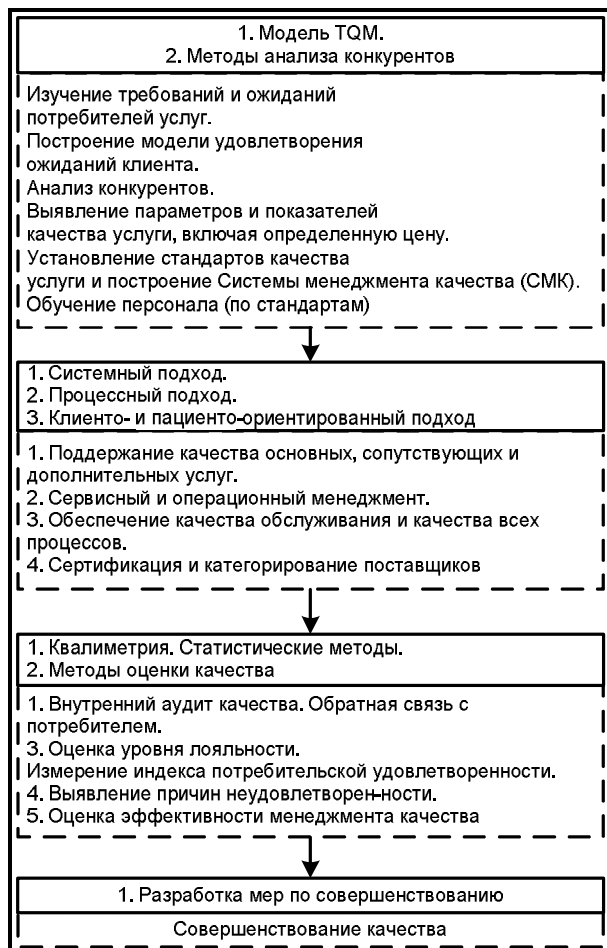 1. Модель TQM.
2. Методы анализа конкурентов
Изучение требований и ожиданий
потребителей услуг.
Построение модели удовлетворения
ожиданий клиента.
Анализ конкурентов.
Выявление параметров и показателей
качества услуги, включая определенную цену.
Установление стандартов качества
услуги и построение Системы менеджмента качества (СМК).
Обучение персонала (по стандартам)
1. Системный подход.
2. Процессный подход.
3. Клиенто- и пациенто-ориентированный подход
1. Поддержание качества основных, сопутствующих и
дополнительных услуг.
2. Сервисный и операционный менеджмент.
3. Обеспечение качества обслуживания и качества всех
процессов.
4. Сертификация и категорирование поставщиков
1. Квалиметрия. Статистические методы.
2. Методы оценки качества
1. Внутренний аудит качества. Обратная связь с
потребителем.
3. Оценка уровня лояльности.
Измерение индекса потребительской удовлетворенности.
4. Выявление причин неудовлетворен-ности.
5. Оценка эффективности менеджмента качества
1. Разработка мер по совершенствованию
Совершенствование качества